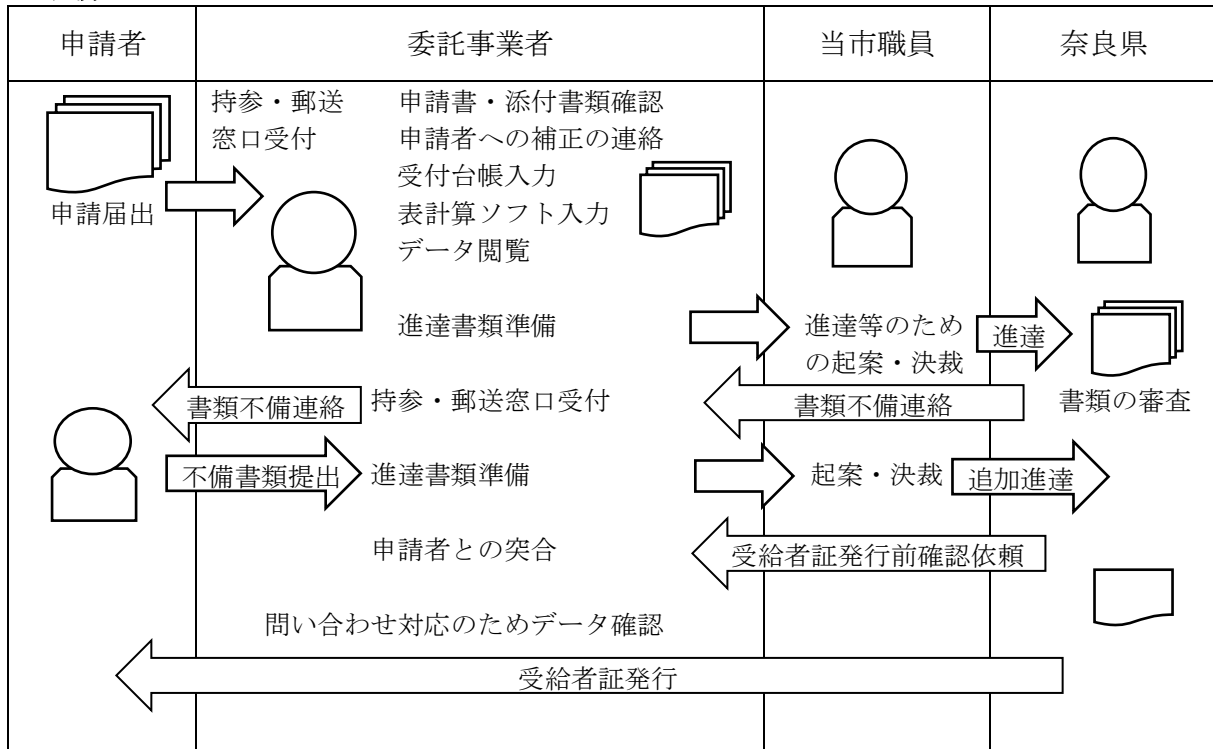 申請者
委託事業者
当市職員
奈良県
持参・郵送
窓口受付
申請書・添付書類確認
申請者への補正の連絡
受付台帳入力
表計算ソフト入力
データ閲覧
申請届出
進達書類準備
進達等のため
の起案・決裁
進達
書類不備連絡
持参・郵送窓口受付
書類不備連絡
書類の審査
不備書類提出
進達書類準備
起案・決裁
追加進達
申請者との突合
受給者証発行前確認依頼
問い合わせ対応のためデータ確認
受給者証発行